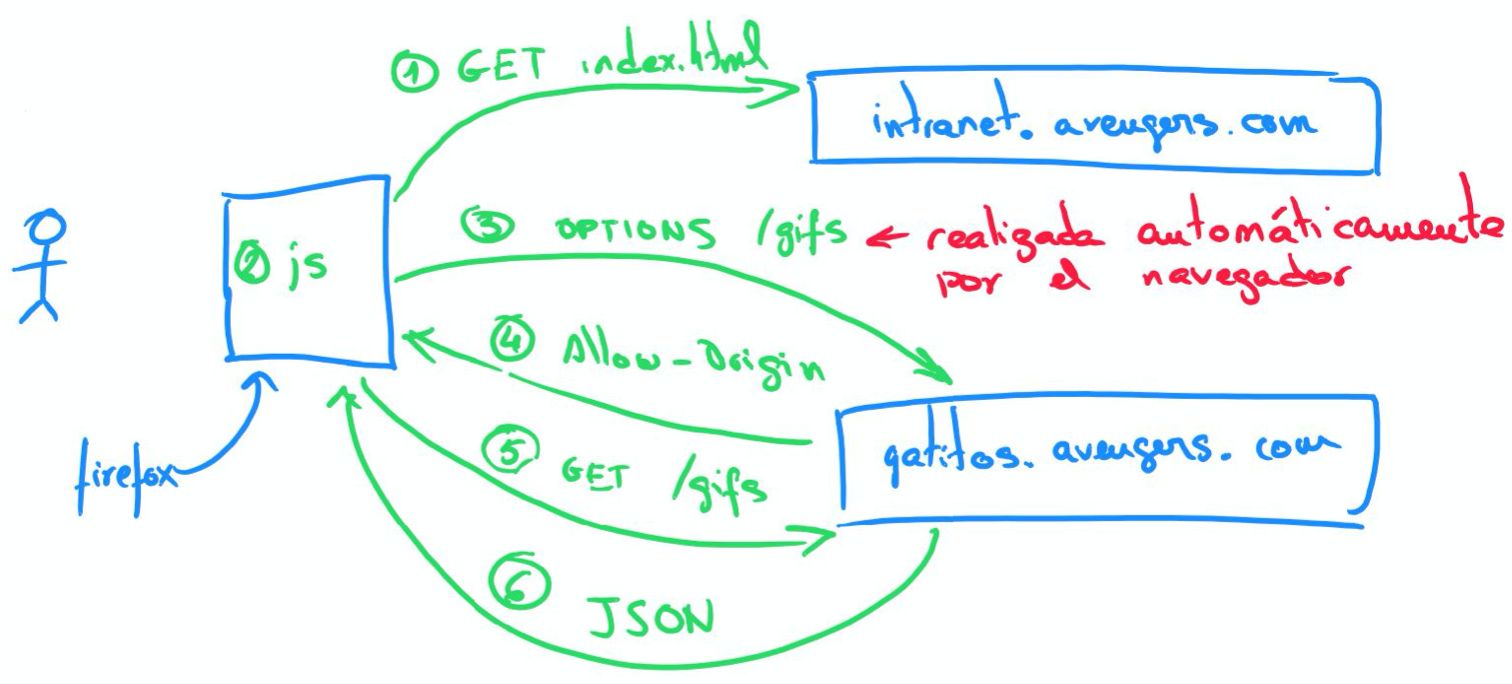 ① GET index.html
intranet.avengers.com
② js
③ OPTIONS /gifs ← realizada automáticamente
por el navegador
④ Allow-Origin
firefox
⑤ GET /gifs
gatitos.avengers.com
⑥ JSON